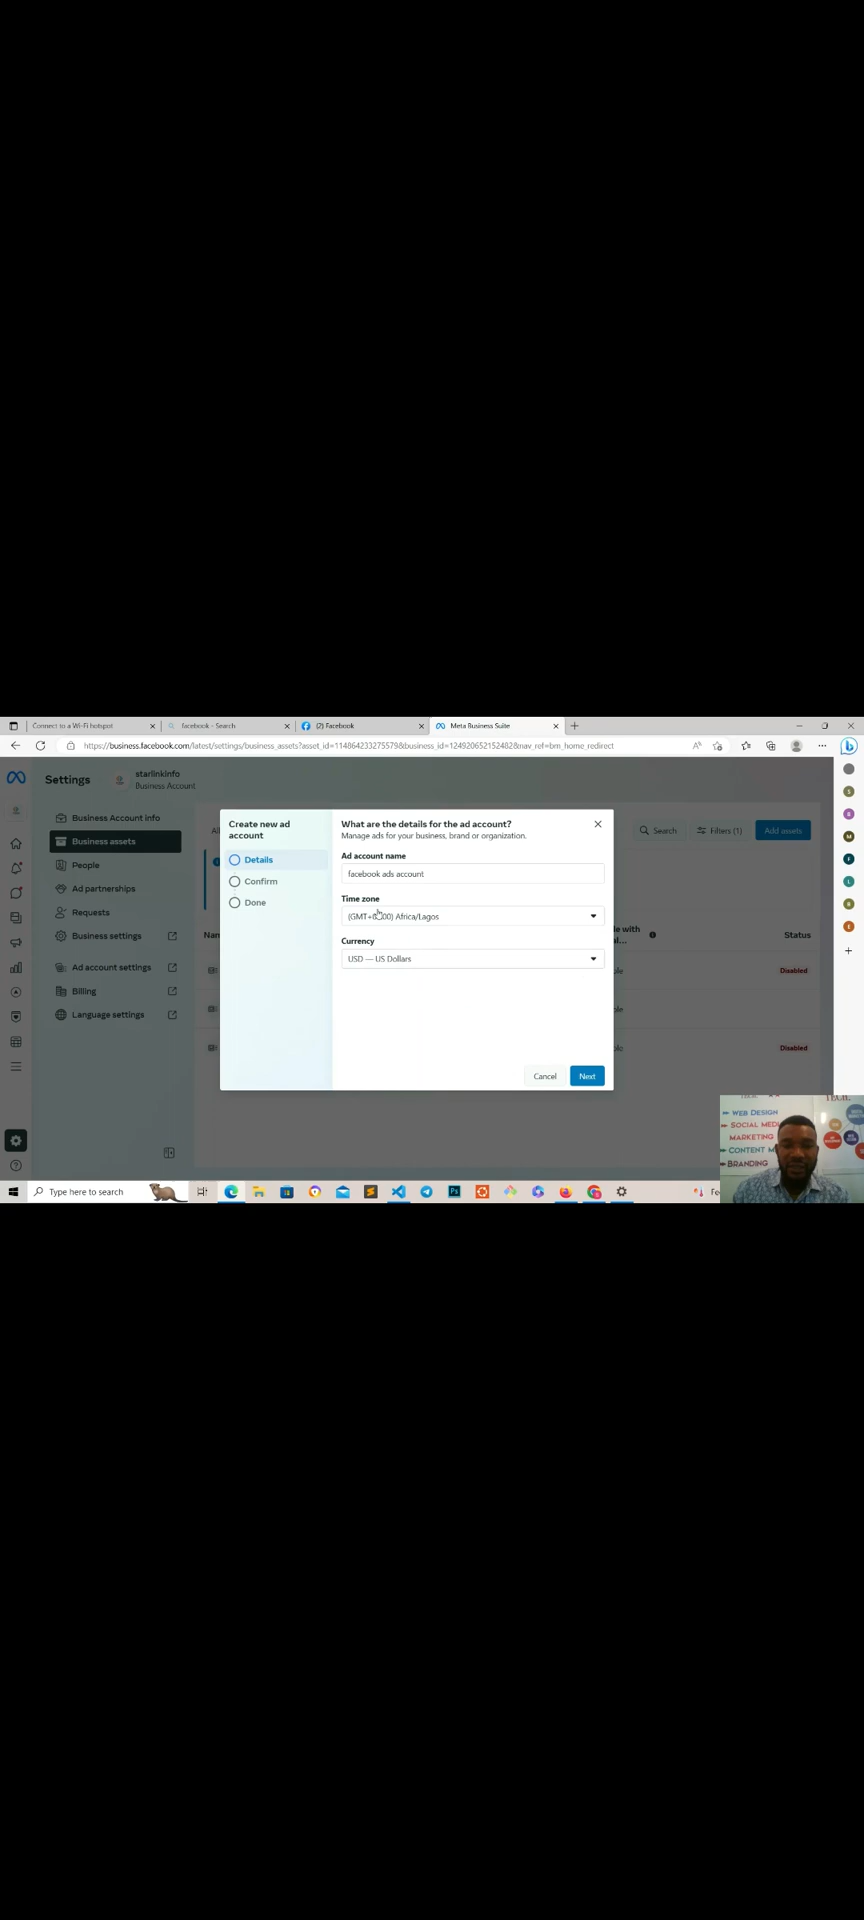 Connect to a Wi-Fi hotspot
facebook - Search
(2) Facebook
Meta Business Suite
https://business.facebook.com/latest/settings/business_assets?asset_id=114864233275579&business_id=1249206521524828&nav_ref=bm_home_redirect
Settings
starlinkinfo
Business Account
Business Account info
Business assets
People
Ad partnerships
Requests
Business settings
Ad account settings
Billing
Language settings
Search
Filters (1)
Add assets
Status
Disabled
Disabled
Create new ad
account
Details
Confirm
Done
What are the details for the ad account?
Manage ads for your business, brand or organization.
Ad account name
facebook ads account
Time zone
Africa/Lagos
Currency
USD — US Dollars
Cancel
Next
TECH.
WEB DESIGN
SOCIAL MEDI
MARKETING
CONTENT M
BRANDING
Type here to search